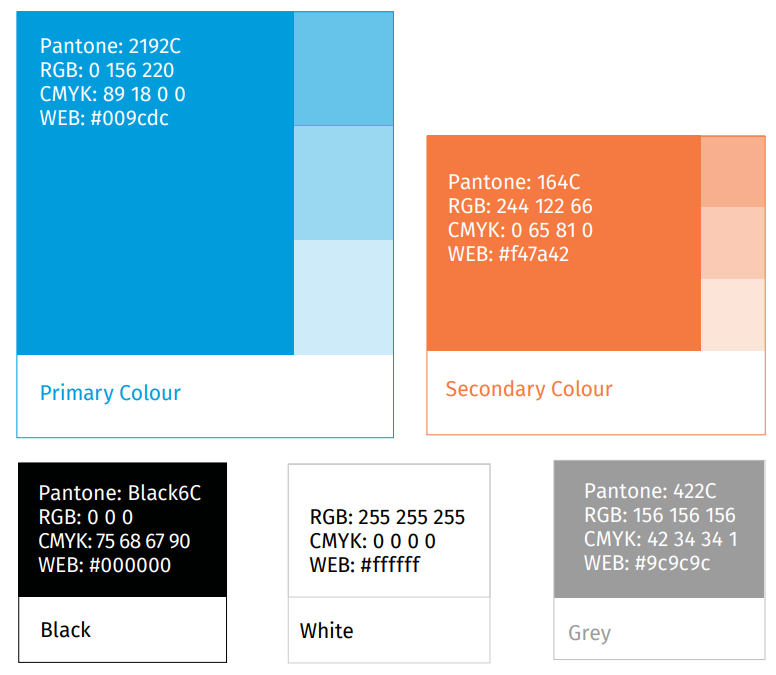 Pantone: 2192C
RGB: 0 156 220
CMYK: 89 18 0 0
WEB: #009cdc
Primary Colour
Pantone: 164C
RGB: 244 122 66
CMYK: 0 65 81 0
WEB: #f47a42
Secondary Colour
Pantone: Black6C
RGB: 0 0 0
CMYK: 75 68 67 90
WEB: #000000
Black
RGB: 255 255 255
CMYK: 0 0 0 0
WEB: #ffffff
White
Pantone: 422C
RGB: 156 156 156
CMYK: 42 34 34 1
WEB: #9c9c9c
Grey